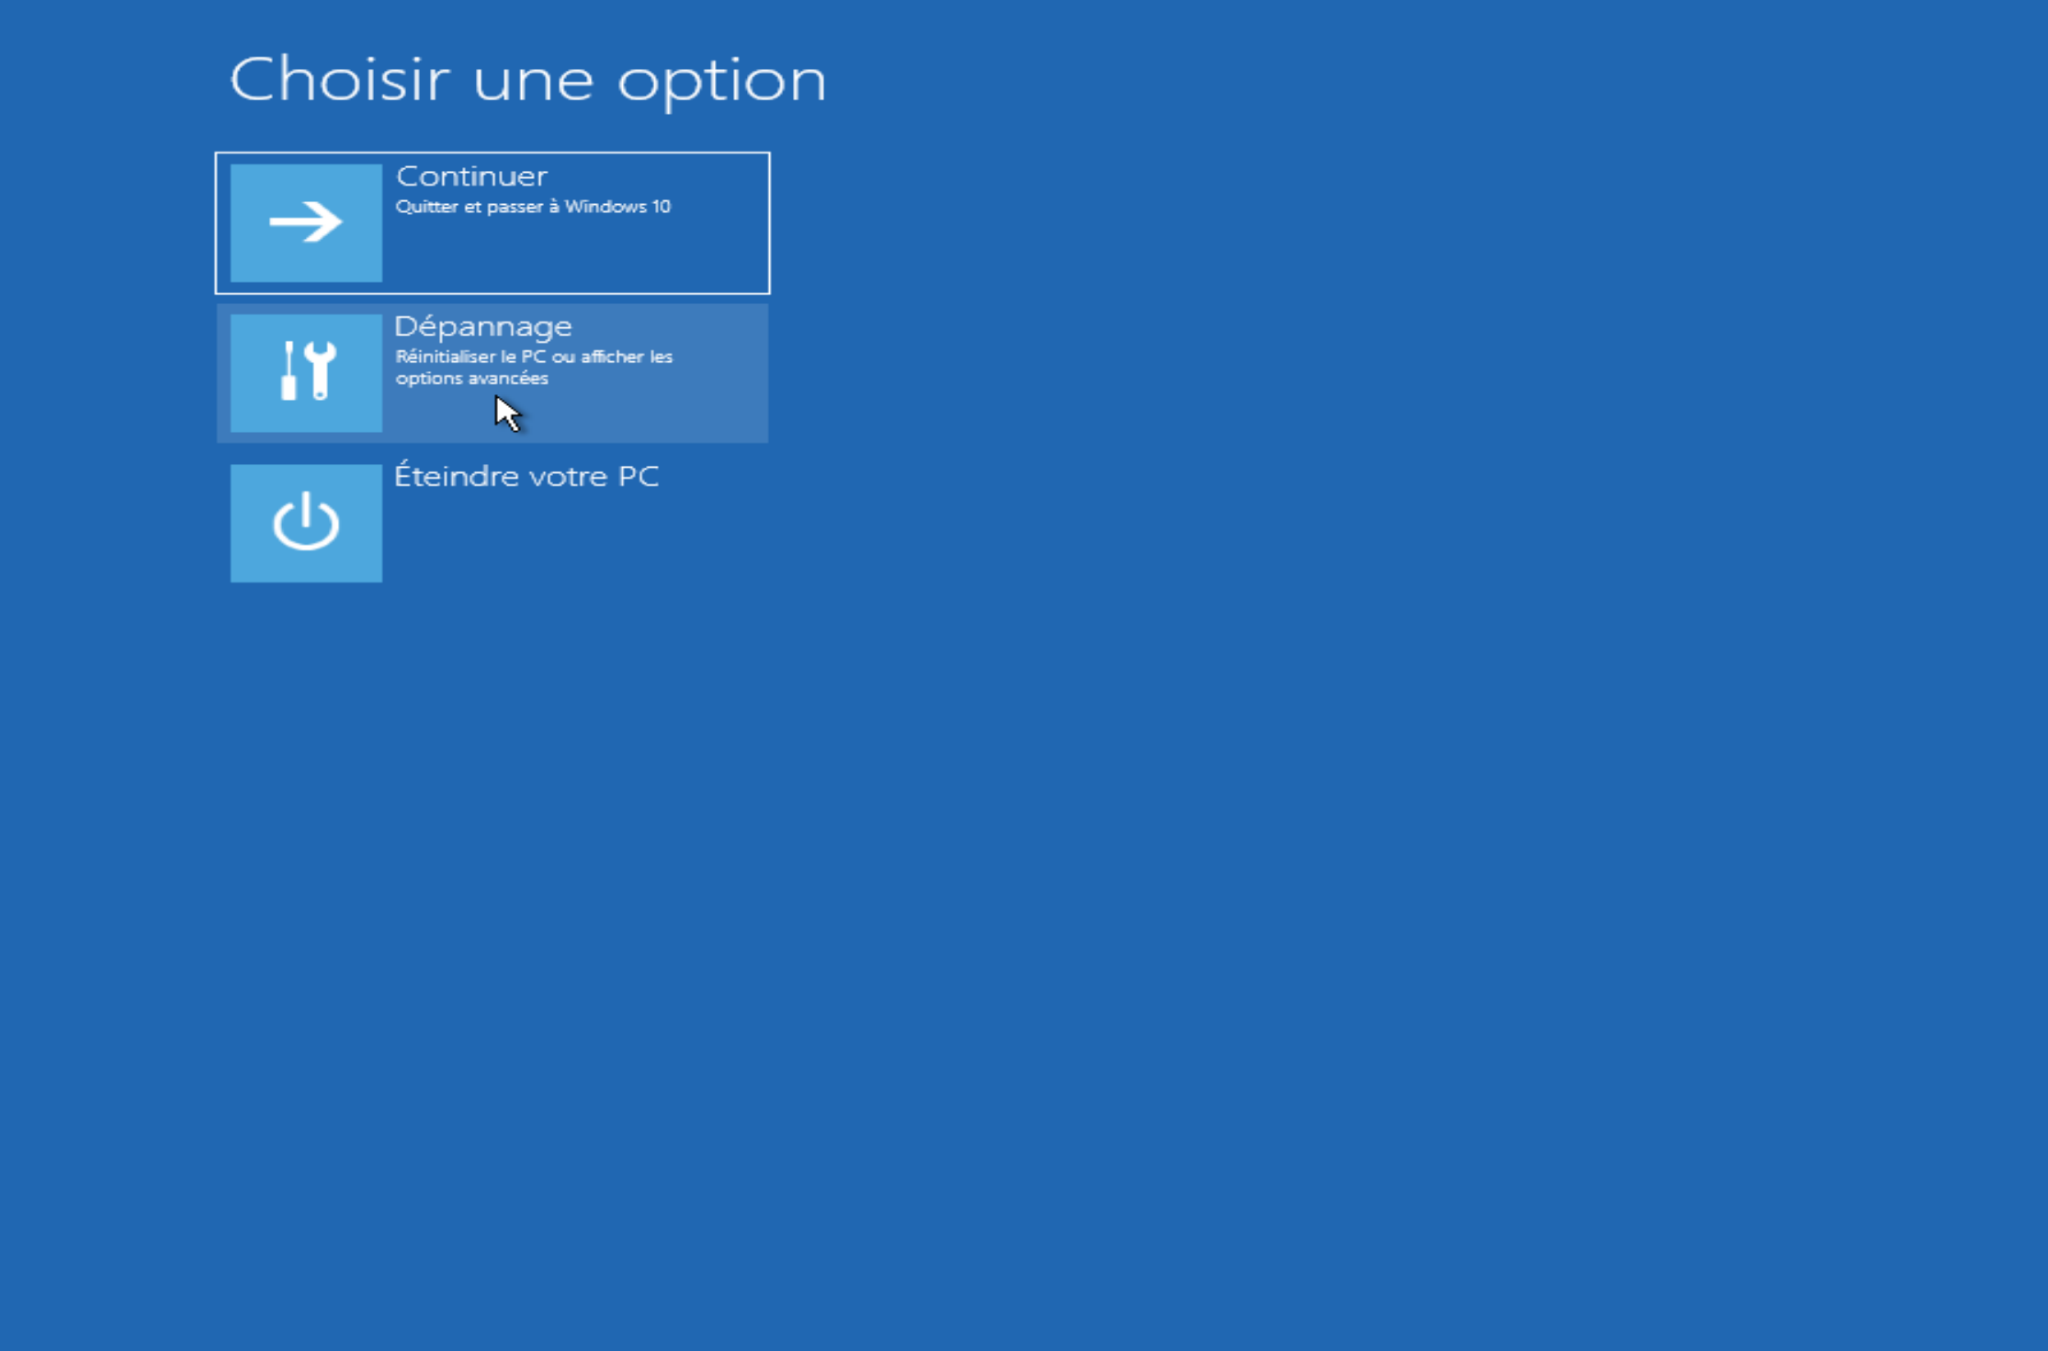 Choisir une option
Continuer
Quitter et passer à Windows 10
Dépannage
Réinitialiser le PC ou afficher les
options avancées
Éteindre votre PC